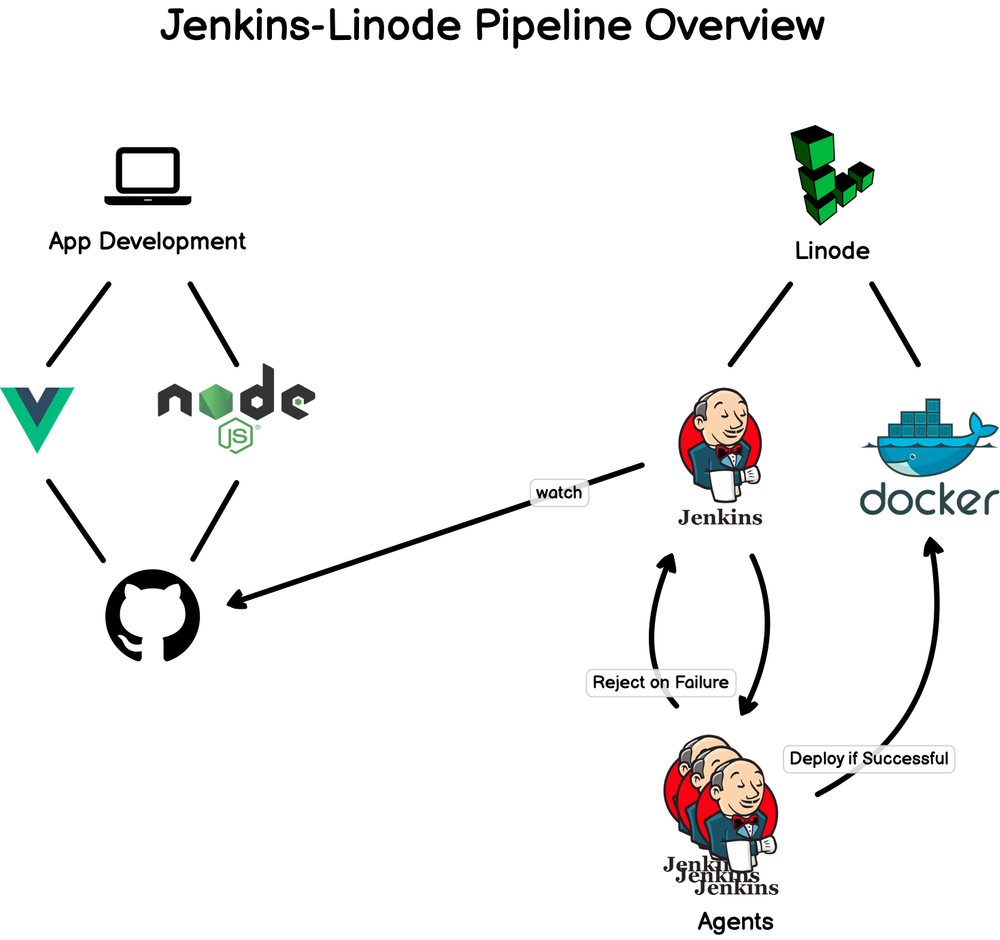 Jenkins-Linode Pipeline Overview
App Development
Linode
node
JS®
watch
Jenkins
docker
Reject on Failure
Deploy if Successful
Jenkins
Jenkins
Jenkins
Agents